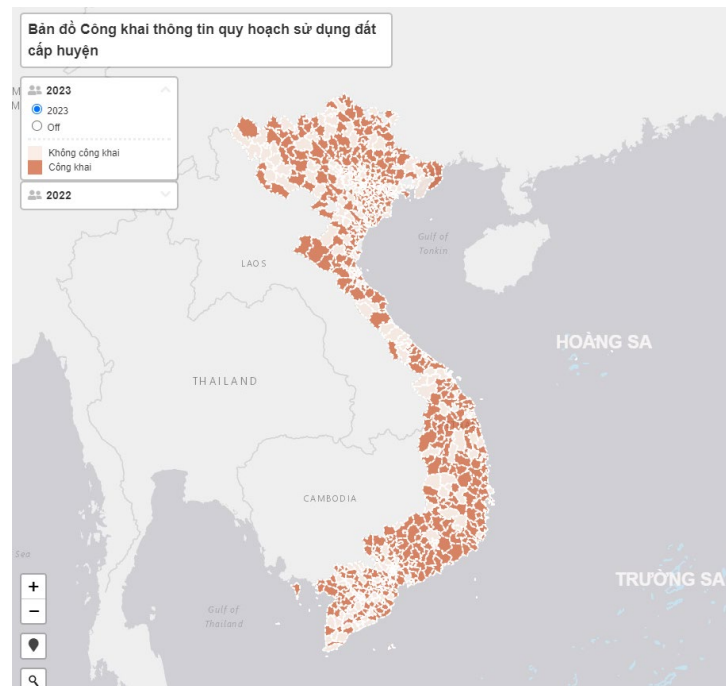 Bản đồ Công khai thông tin quy hoạch sử dụng đất
cấp huyện
2023
2023
Off
Không công khai
Công khai
2022
M
M
LAOS
Gulf of
Tonkin
HOÀNG SA
THAILAND
CAMBODIA
Sea
TRƯỜNG SA
Gulf of
Thailand
+
−